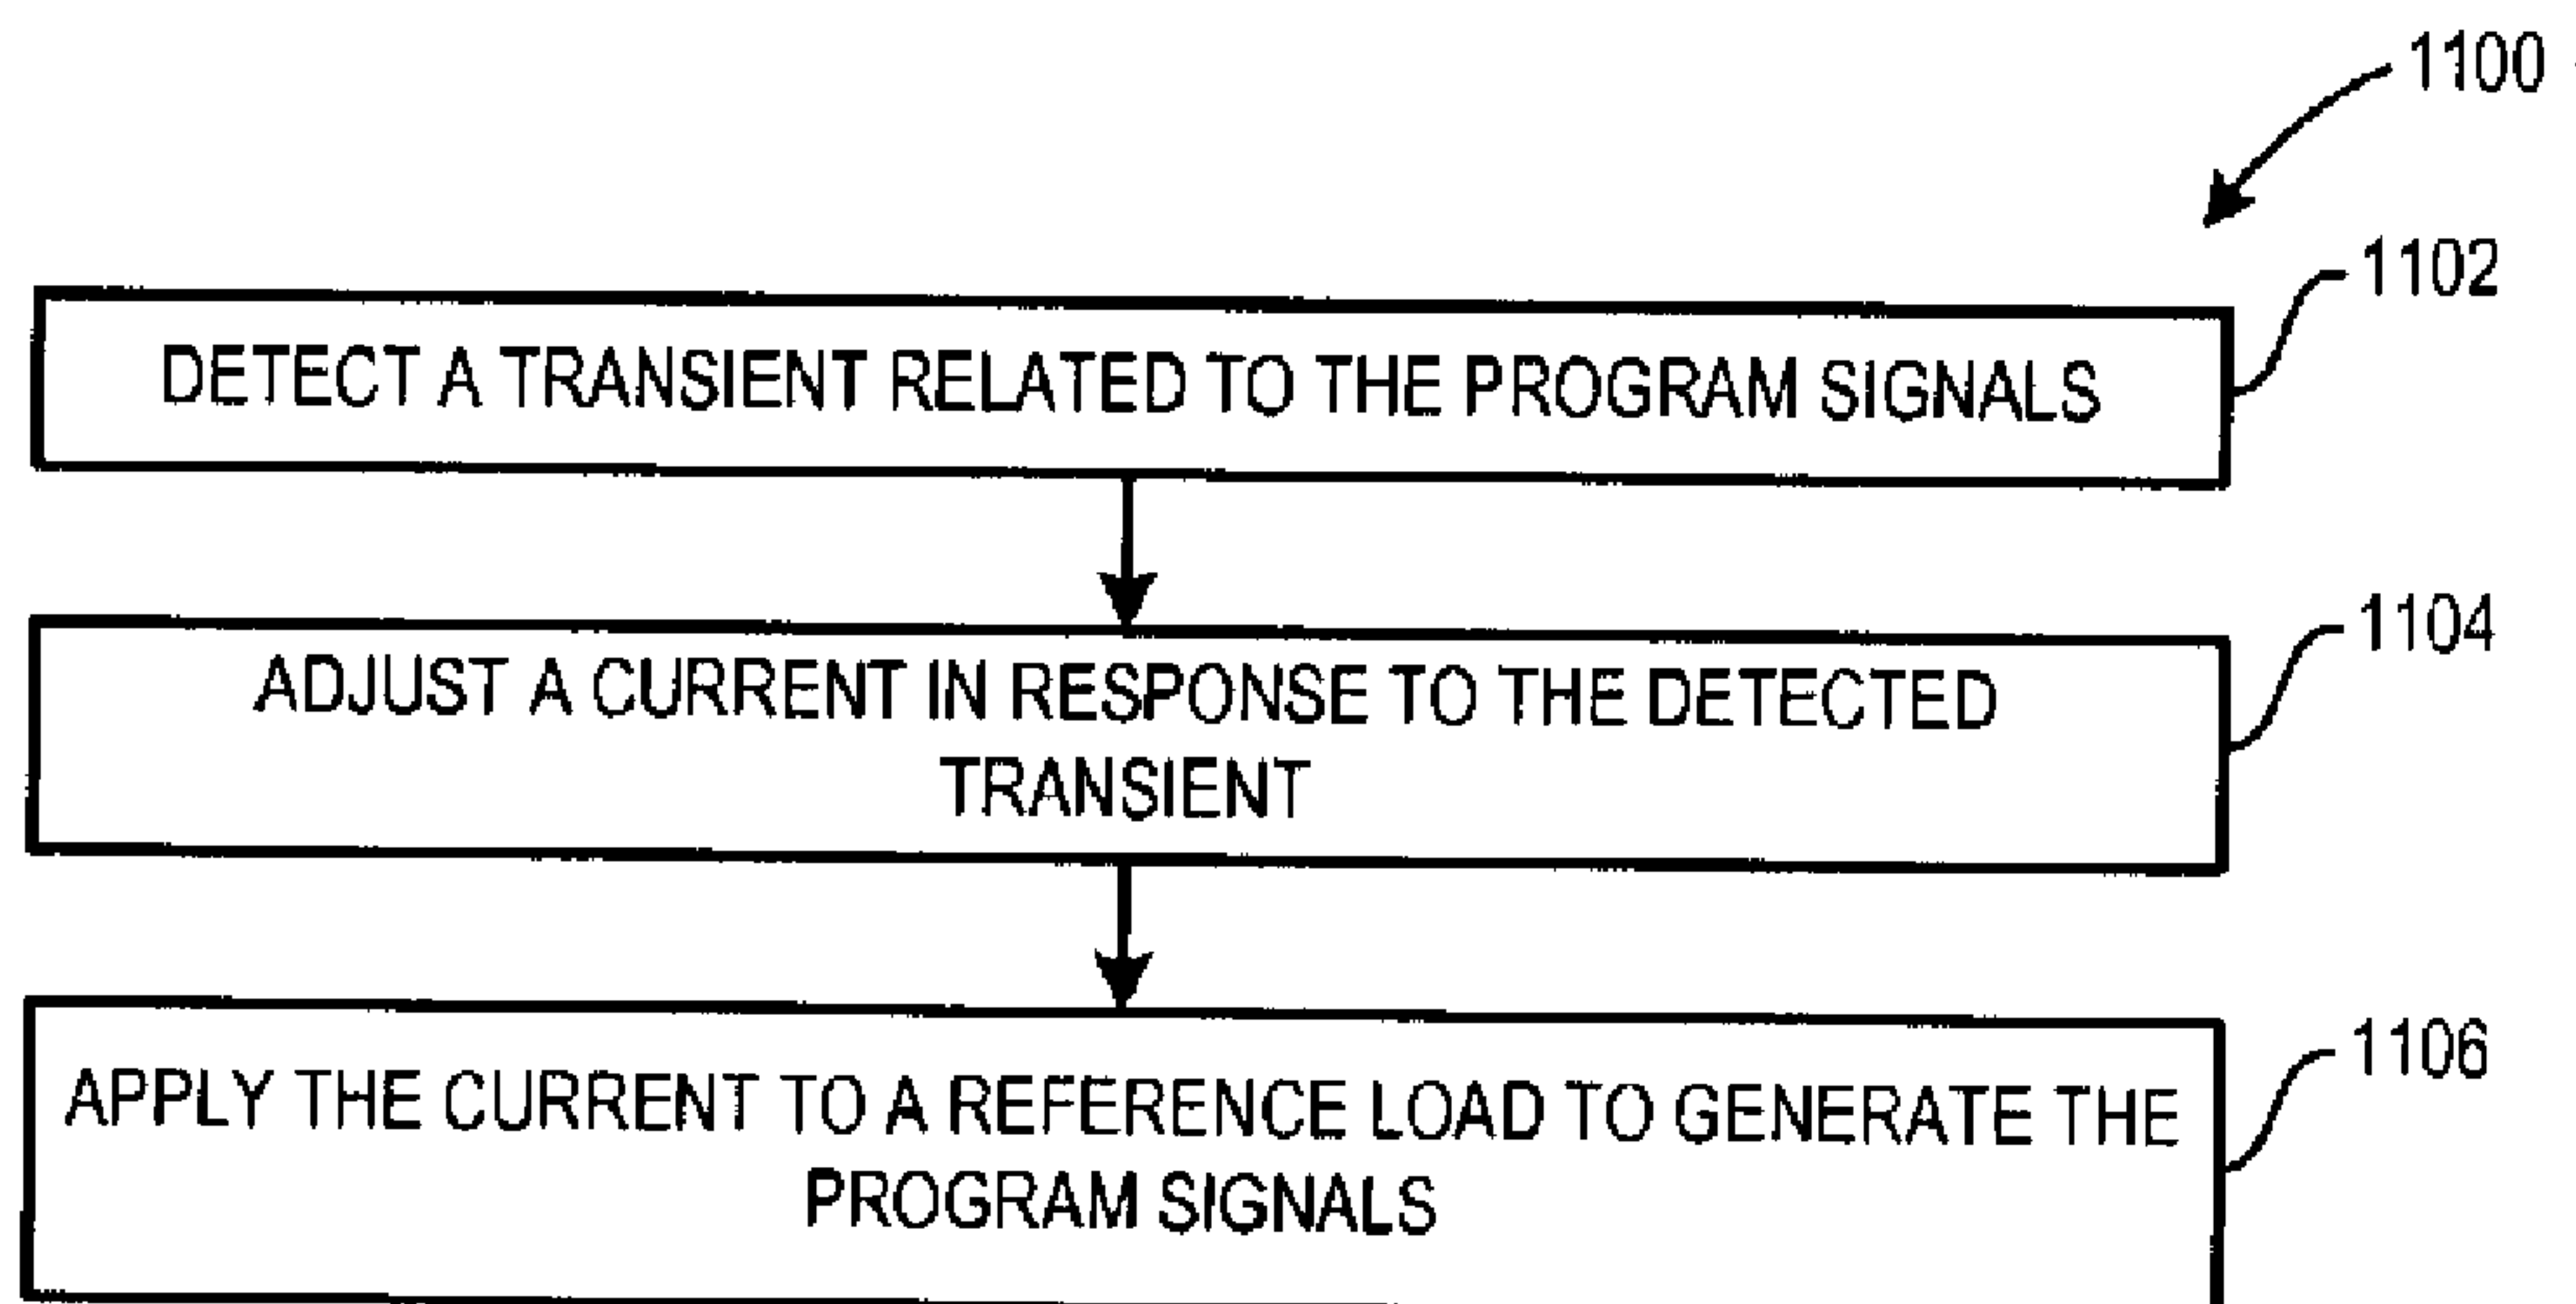 1100
1102
DETECT A TRANSIENT RELATED TO THE PROGRAM SIGNALS
1104
ADJUST A CURRENT IN RESPONSE TO THE DETECTED
TRANSIENT
1106
APPLY THE CURRENT TO A REFERENCE LOAD TO GENERATE THE
PROGRAM SIGNALS